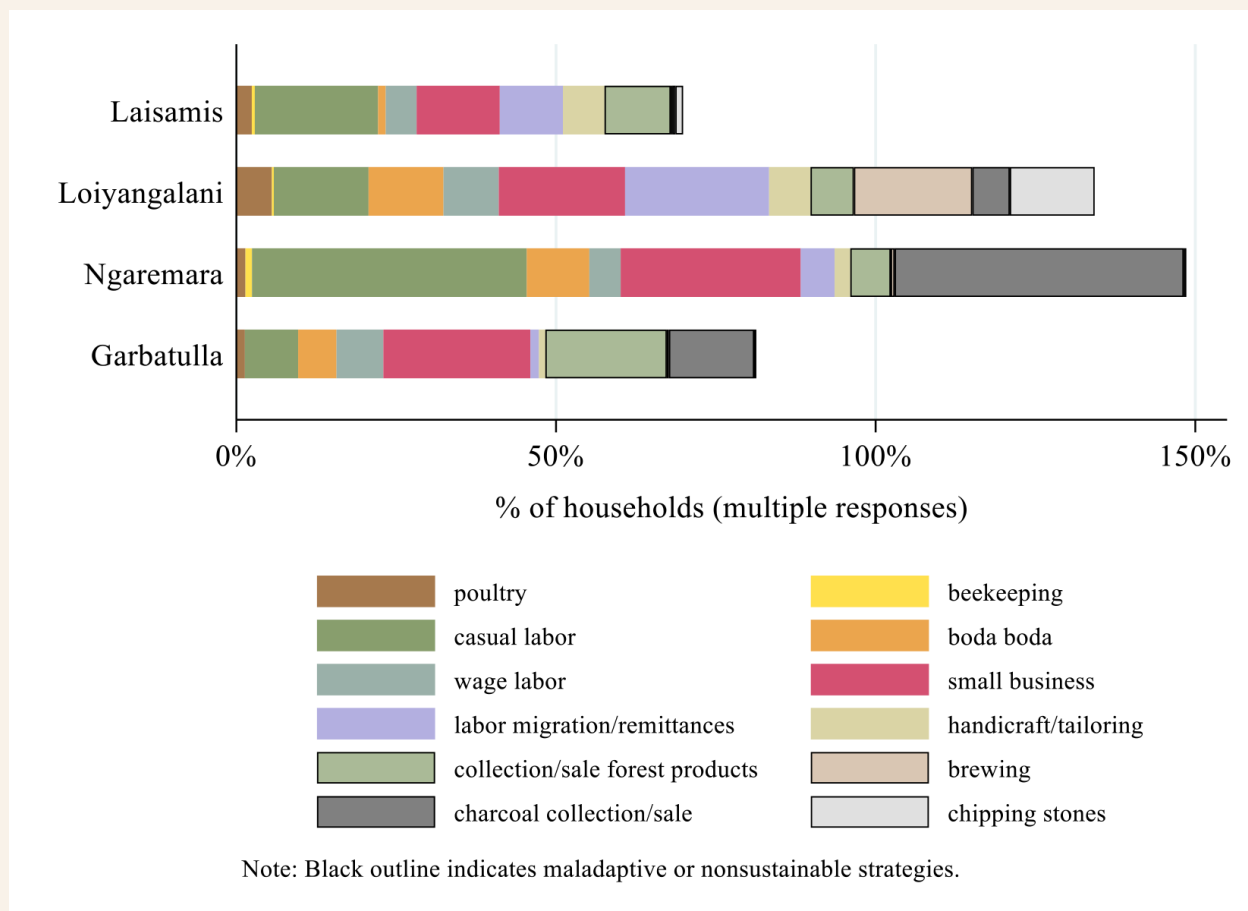 Laisamis
Loiyangalani
Ngaremara
Garbatulla
0% 50% 100% 150%
% of households (multiple responses)
poultry beekeeping
casual labor boda boda
wage labor small business
labor migration/remittances handicraft/tailoring
collection/sale forest products brewing
charcoal collection/sale chipping stones
Note: Black outline indicates maladaptive or nonsustainable strategies.